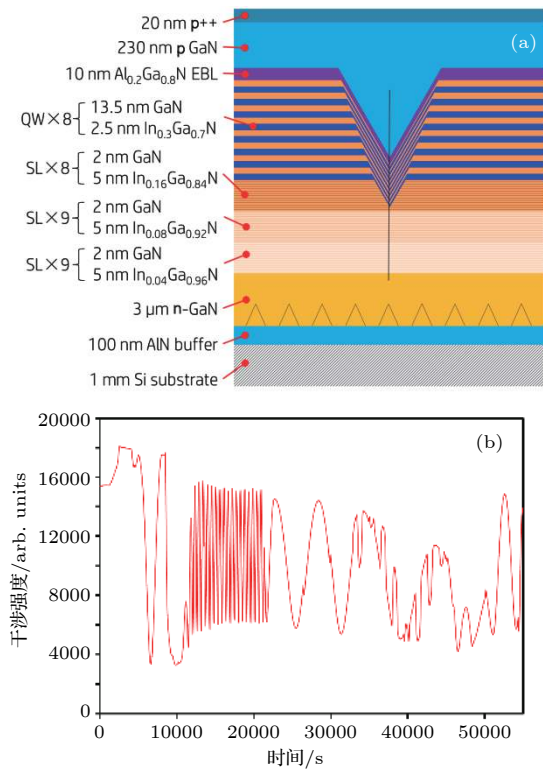 20 nm p++
(a)
230 nm p GaN
10 nm Al0.2Ga0.8N EBL
QW×8
13.5 nm GaN
2.5 nm In0.3Ga0.7N
SL×8
2 nm GaN
5 nm In0.16Ga0.84N
SL×9
2 nm GaN
5 nm In0.08Ga0.92N
SL×9
2 nm GaN
5 nm In0.04Ga0.96N
3 μm n-GaN
100 nm AlN buffer
1 mm Si substrate
(b)
干涉强度/arb. units
20000
16000
12000
8000
4000
0
0
10000
20000
30000
40000
50000
时间/s